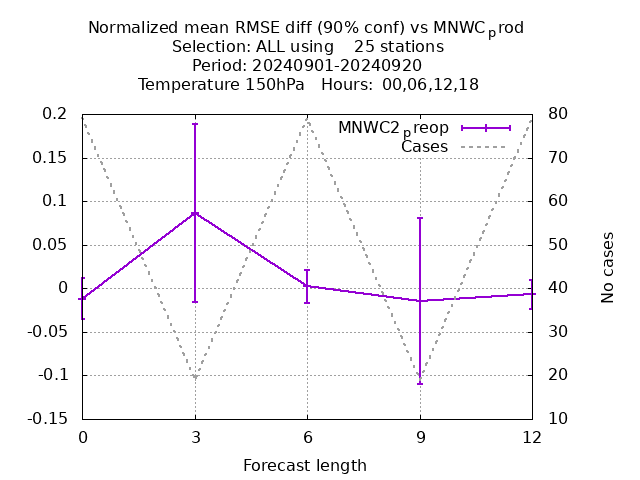 Normalized mean RMSE diff (90% conf) vs MNWCprod
Selection: ALL using    25 stations
Period: 20240901-20240920
Temperature 150hPa   Hours:  00,06,12,18
0.2
0.15
0.1
0.05
0
-0.05
-0.1
-0.15
80
70
60
50
40
30
20
10
MNWC2preop
Cases
No cases
0
3
6
9
12
Forecast length